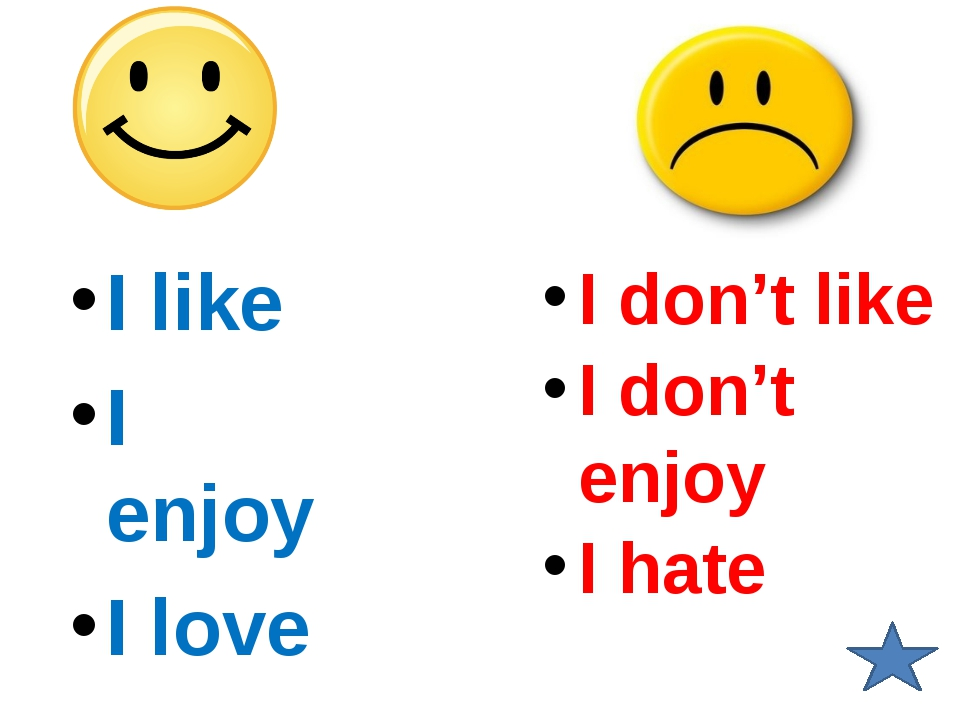 • I like
• I
enjoy
• I love
• I don’t like
• I don’t
enjoy
• I hate